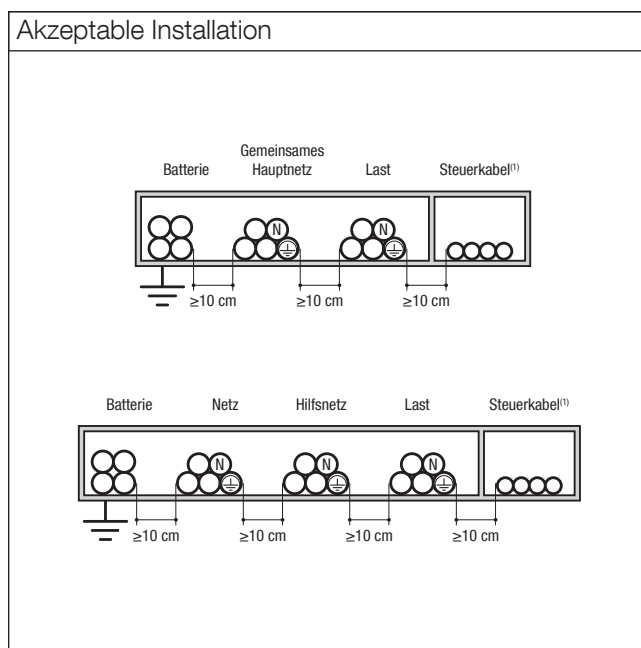 Akzeptable Installation
Batterie
Gemeinsames
Hauptnetz
Last
Steuerkabel(1)
N
N
≥10 cm
≥10 cm
≥10 cm
Batterie
Netz
Hilfsnetz
Last
Steuerkabel(1)
N
N
N
≥10 cm
≥10 cm
≥10 cm
≥10 cm